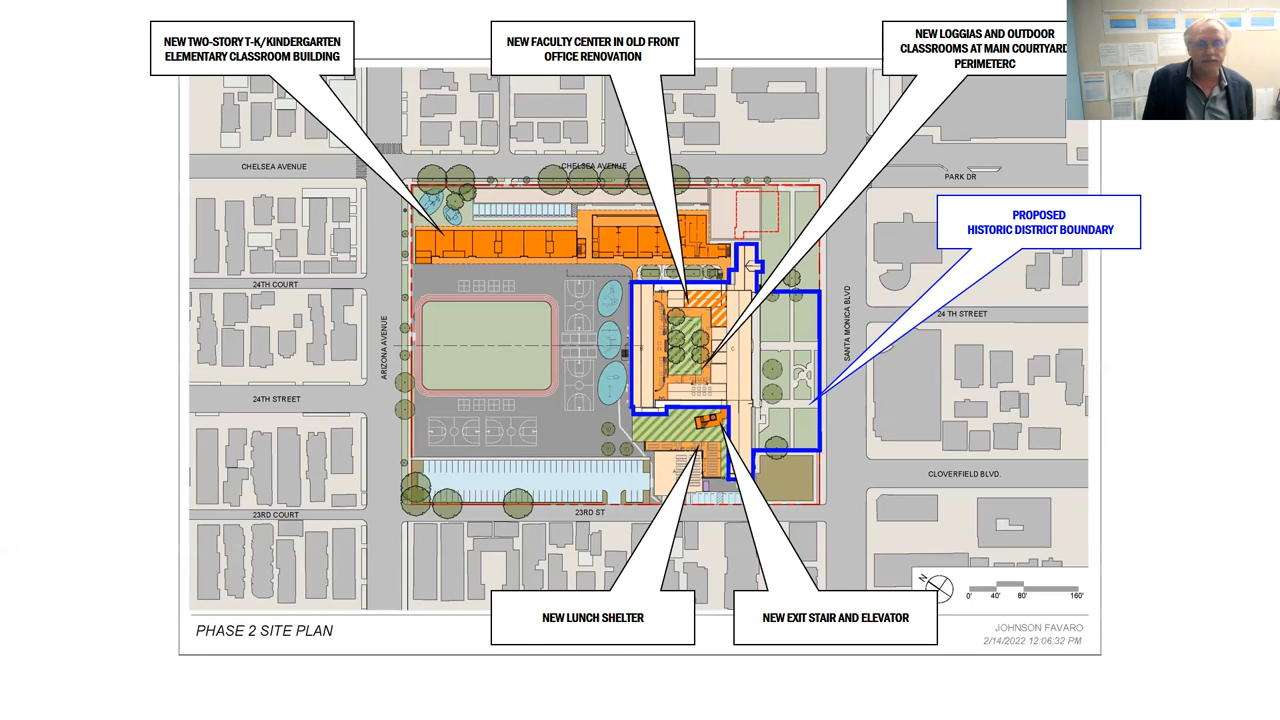 NEW TWO-STORY T-K/KINDERGARTEN
ELEMENTARY CLASSROOM BUILDING
NEW FACULTY CENTER IN OLD FRONT
OFFICE RENOVATION
NEW LOGGIAS AND OUTDOOR
CLASSROOMS AT MAIN COURTYARD
PERIMETERC
CHELSEA AVENUE
CHELSEA AVENUE
PARK DR
PROPOSED
HISTORIC DISTRICT BOUNDARY
24TH COURT
ARIZONA AVENUE
SANTA MONICA BLVD
24 TH STREET
24TH STREET
CLOVERFIELD BLVD.
23RD COURT
23RD ST
N
0' 40' 80' 160'
NEW LUNCH SHELTER
NEW EXIT STAIR AND ELEVATOR
PHASE 2 SITE PLAN
JOHNSON FAVARO
2/14/2022 12:06:32 PM